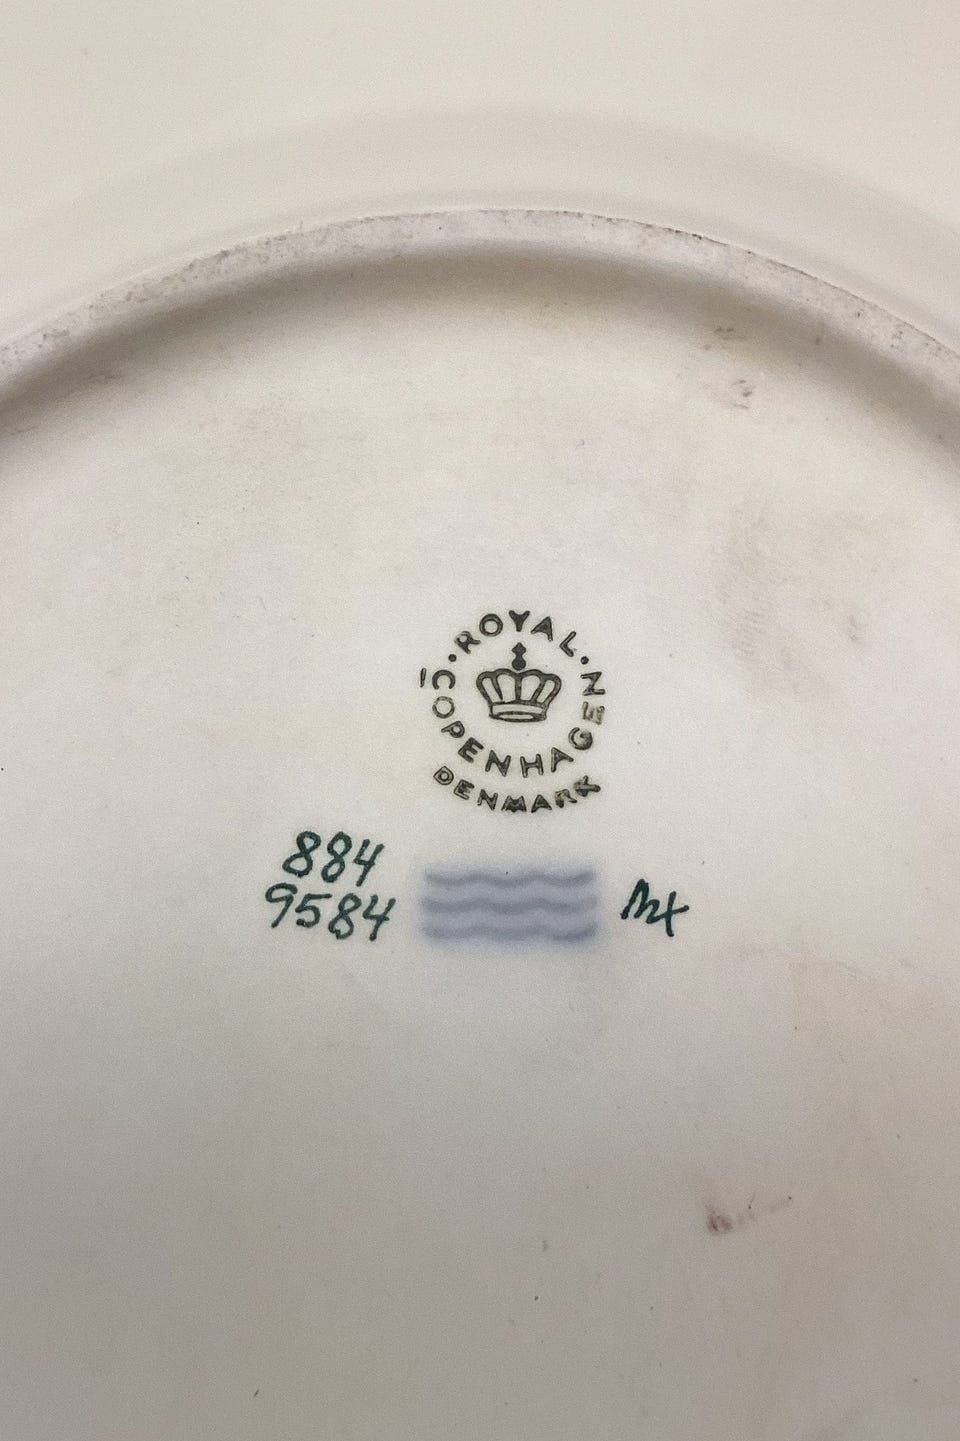 ROYAL
COPENHAGEN
DENMARK
884
9584